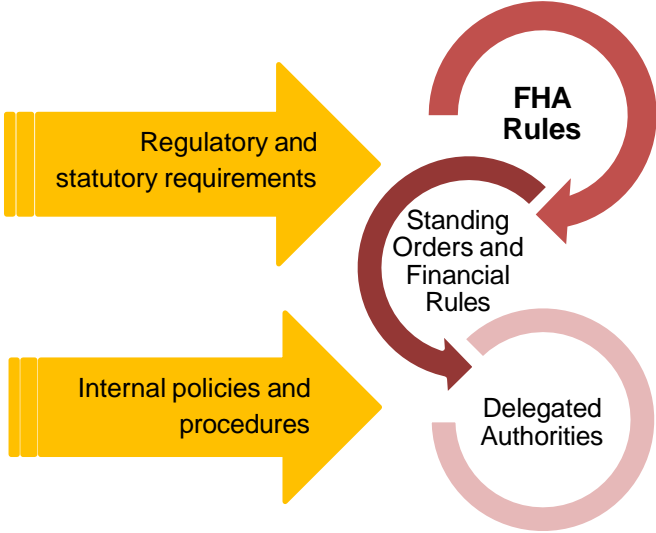 FHA
Rules
Regulatory and
statutory requirements
Standing
Orders and
Financial
Rules
Internal policies and
procedures
Delegated
Authorities